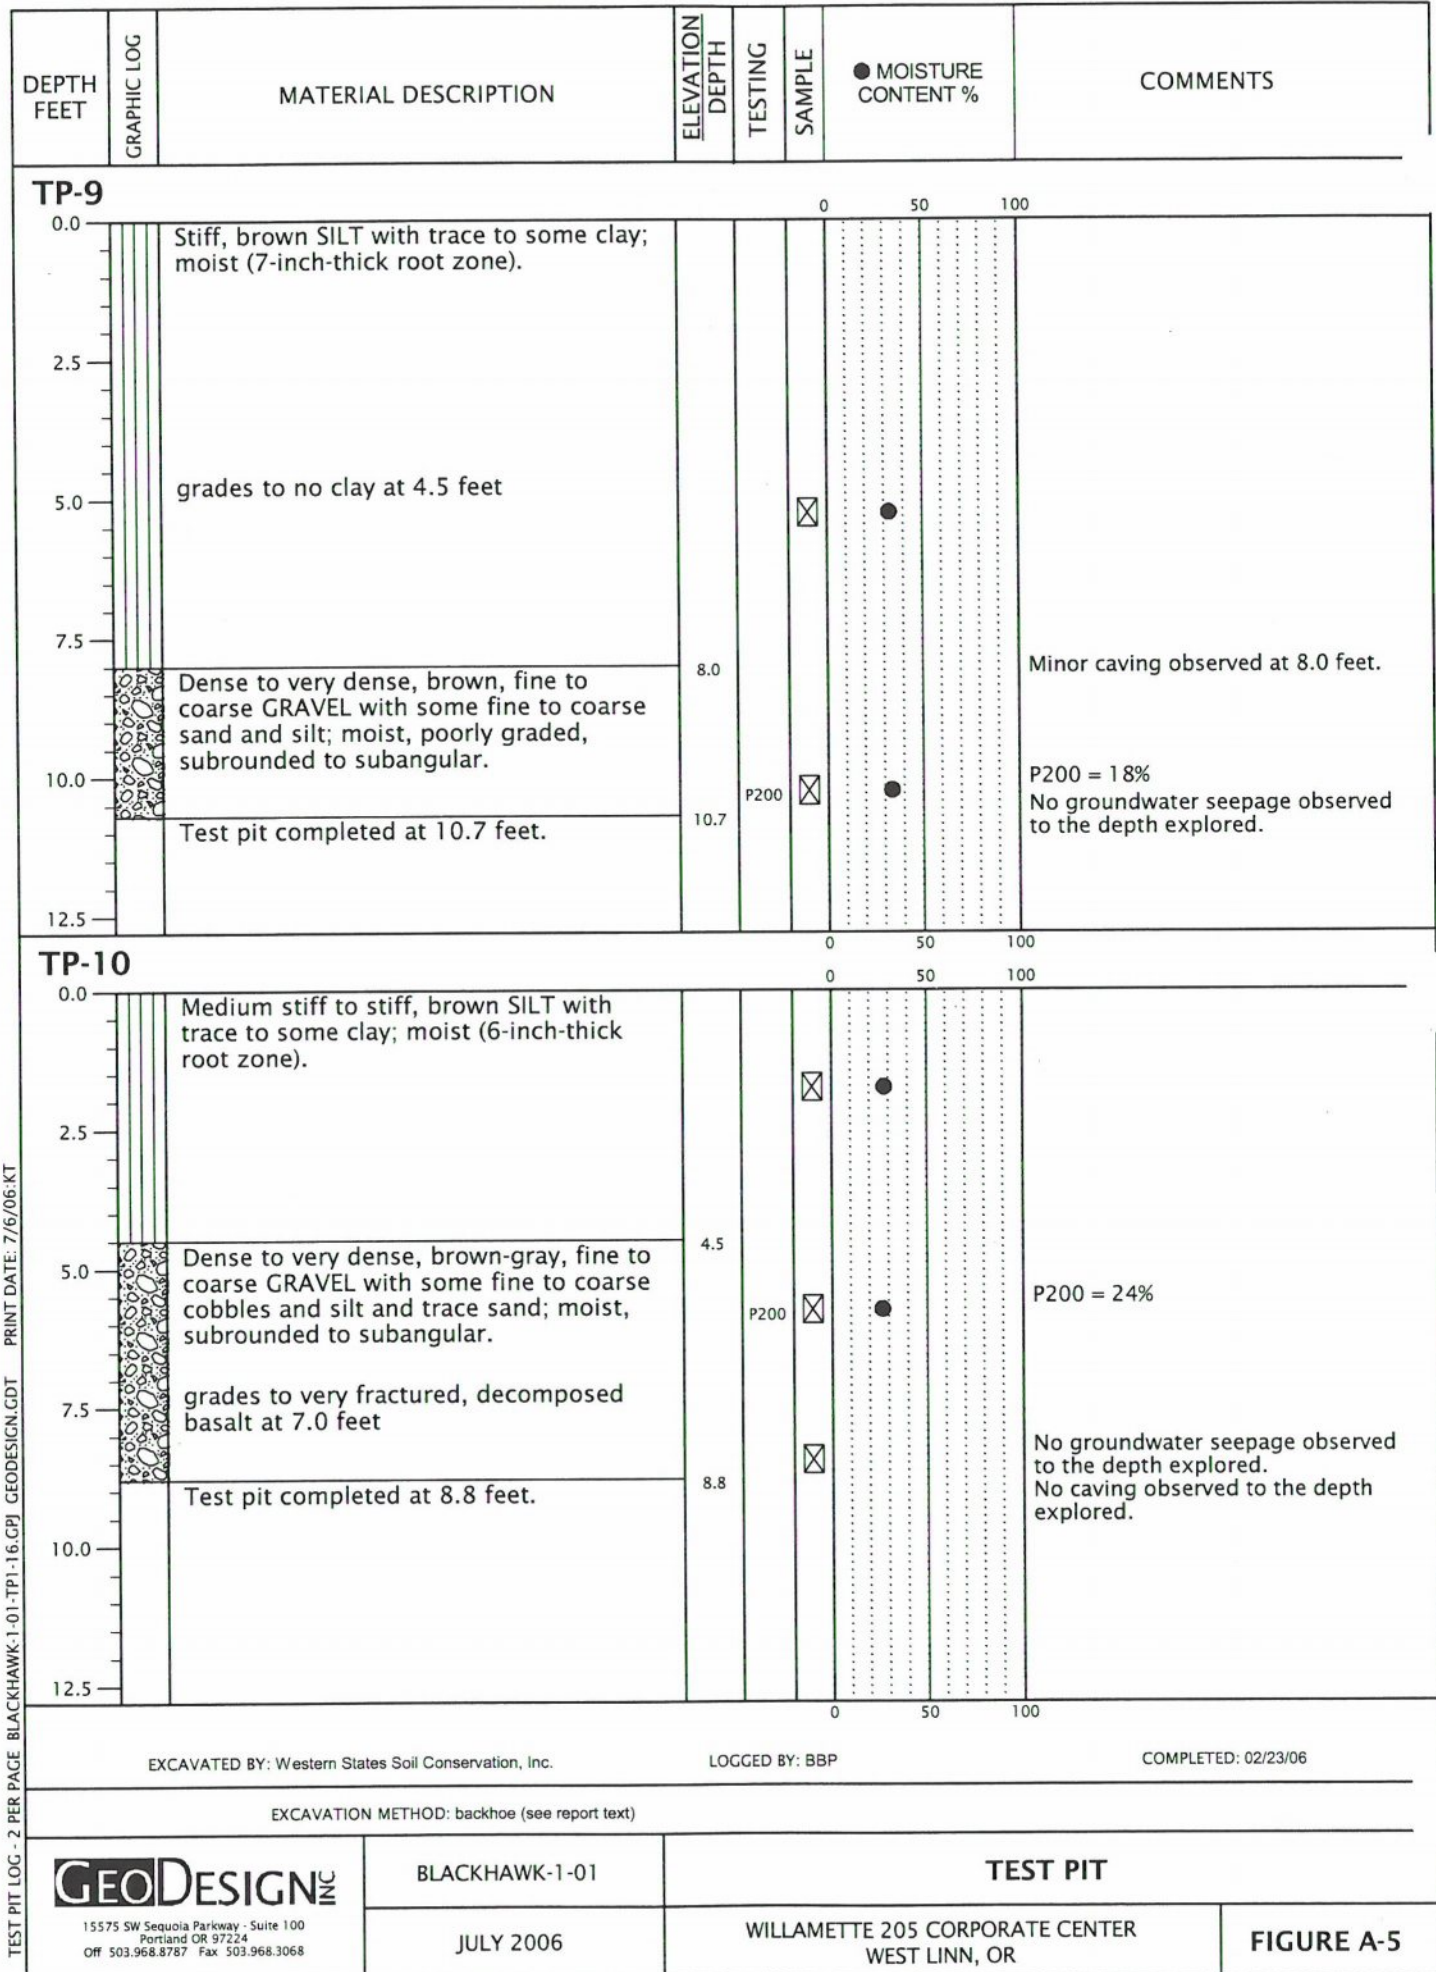 DEPTH
FEET
GRAPHIC LOG
MATERIAL DESCRIPTION
ELEVATION
DEPTH
TESTING
SAMPLE
● MOISTURE
CONTENT %
COMMENTS
TP-9
0 50 100
0.0
Stiff, brown SILT with trace to some clay;
moist (7-inch-thick root zone).
2.5
grades to no clay at 4.5 feet
5.0
7.5
8.0
Minor caving observed at 8.0 feet.
Dense to very dense, brown, fine to
coarse GRAVEL with some fine to coarse
sand and silt; moist, poorly graded,
subrounded to subangular.
10.0
P200
P200 = 18%
No groundwater seepage observed
to the depth explored.
10.7
Test pit completed at 10.7 feet.
12.5
0 50 100
TP-10
0 50 100
0.0
Medium stiff to stiff, brown SILT with
trace to some clay; moist (6-inch-thick
root zone).
2.5
4.5
Dense to very dense, brown-gray, fine to
coarse GRAVEL with some fine to coarse
cobbles and silt and trace sand; moist,
subrounded to subangular.
5.0
P200
P200 = 24%
grades to very fractured, decomposed
basalt at 7.0 feet
7.5
No groundwater seepage observed
to the depth explored.
No caving observed to the depth
explored.
8.8
Test pit completed at 8.8 feet.
10.0
12.5
0 50 100
EXCAVATED BY: Western States Soil Conservation, Inc.
LOGGED BY: BBP
COMPLETED: 02/23/06
EXCAVATION METHOD: backhoe (see report text)
GEODESIGN INC
15575 SW Sequoia Parkway - Suite 100
Portland OR 97224
Off 503.968.8787 Fax 503.968.3068
BLACKHAWK-1-01
JULY 2006
TEST PIT
WILLAMETTE 205 CORPORATE CENTER
WEST LINN, OR
FIGURE A-5
TEST PIT LOG - 2 PER PAGE BLACKHAWK-1-01-TP1-16.GPJ GEODESIGN.GDT PRINT DATE: 7/6/06:KT